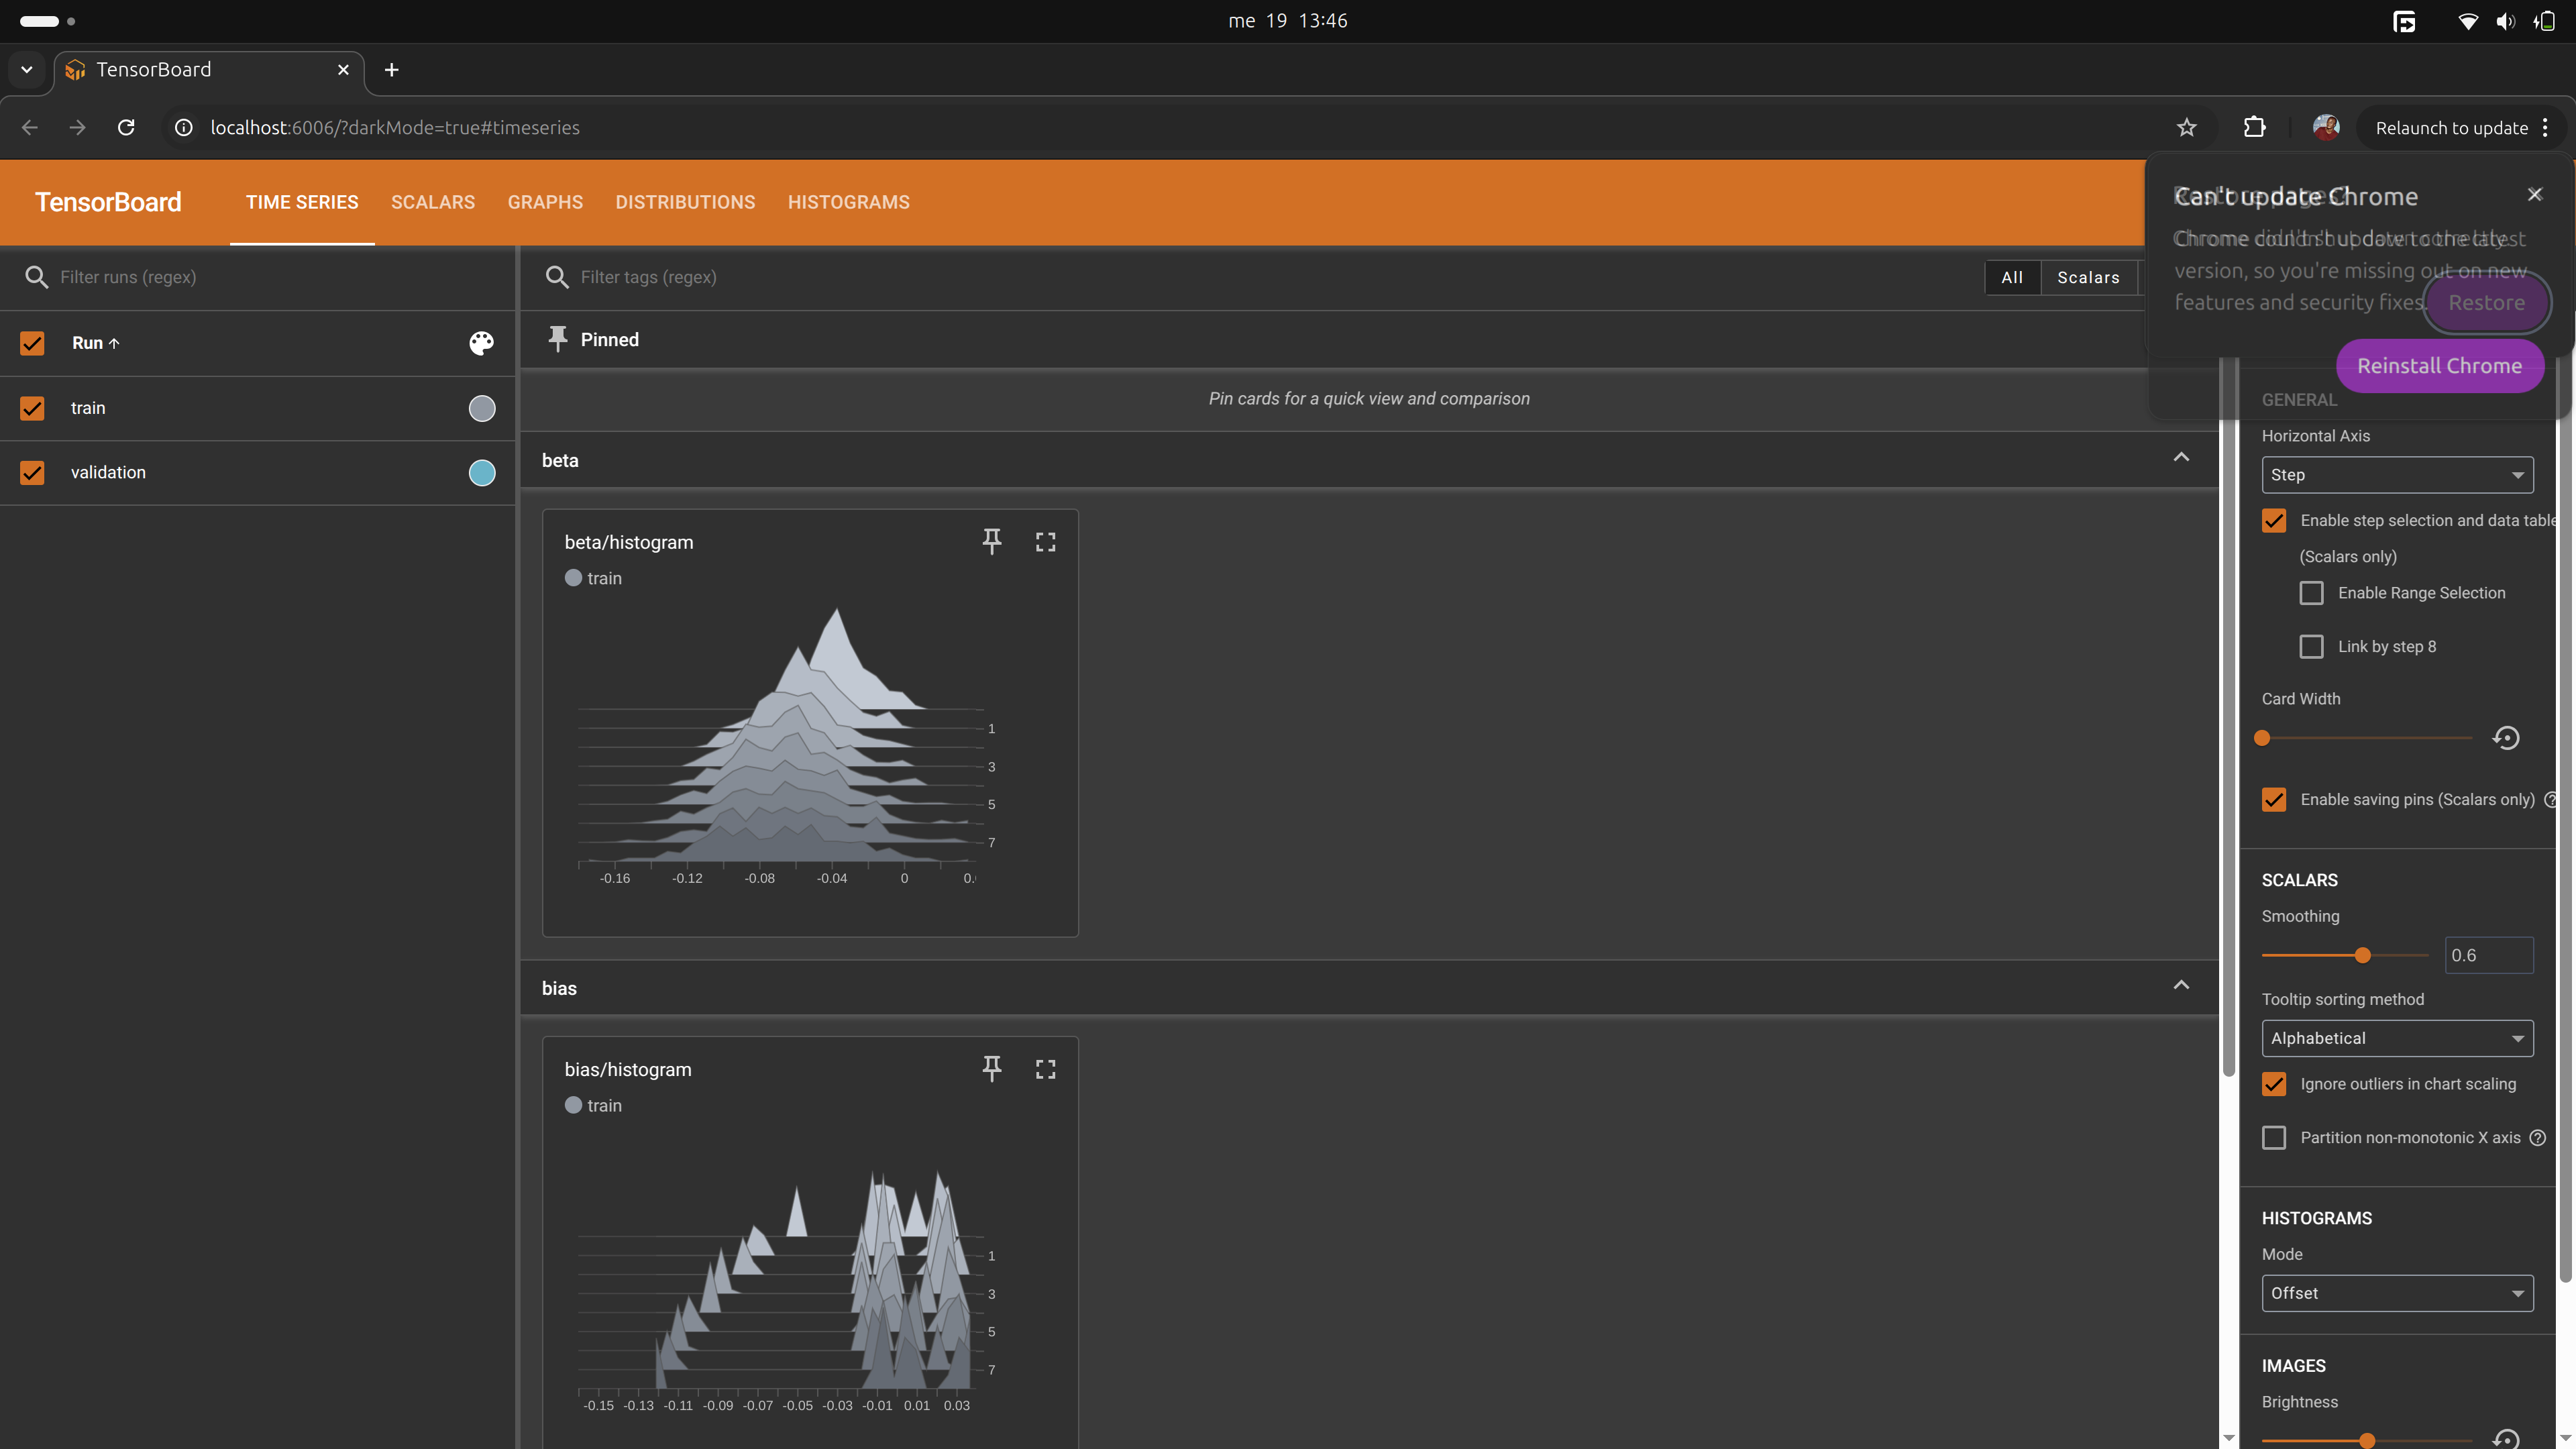 me 19 13:46
TensorBoard
localhost:6006/?darkMode=true#timeseries
Relaunch to update
TensorBoard
TIME SERIES
SCALARS
GRAPHS
DISTRIBUTIONS
HISTOGRAMS
Can't update Chrome
version, so you're missing out on new
features and security fixes.
Restore
Reinstall Chrome
Filter runs (regex)
Run
train
validation
Filter tags (regex)
All
Scalars
Pinned
Pin cards for a quick view and comparison
beta
beta/histogram
train
1
3
5
7
-0.16 -0.12 -0.08 -0.04 0 0.
bias
bias/histogram
train
1
3
5
7
-0.15 -0.13 -0.11 -0.09 -0.07 -0.05 -0.03 -0.01 0.01 0.03
GENERAL
Horizontal Axis
Step
Enable step selection and data table
(Scalars only)
Enable Range Selection
Link by step 8
Card Width
Enable saving pins (Scalars only)
SCALARS
Smoothing
0.6
Tooltip sorting method
Alphabetical
Ignore outliers in chart scaling
Partition non-monotonic X axis
HISTOGRAMS
Mode
Offset
IMAGES
Brightness